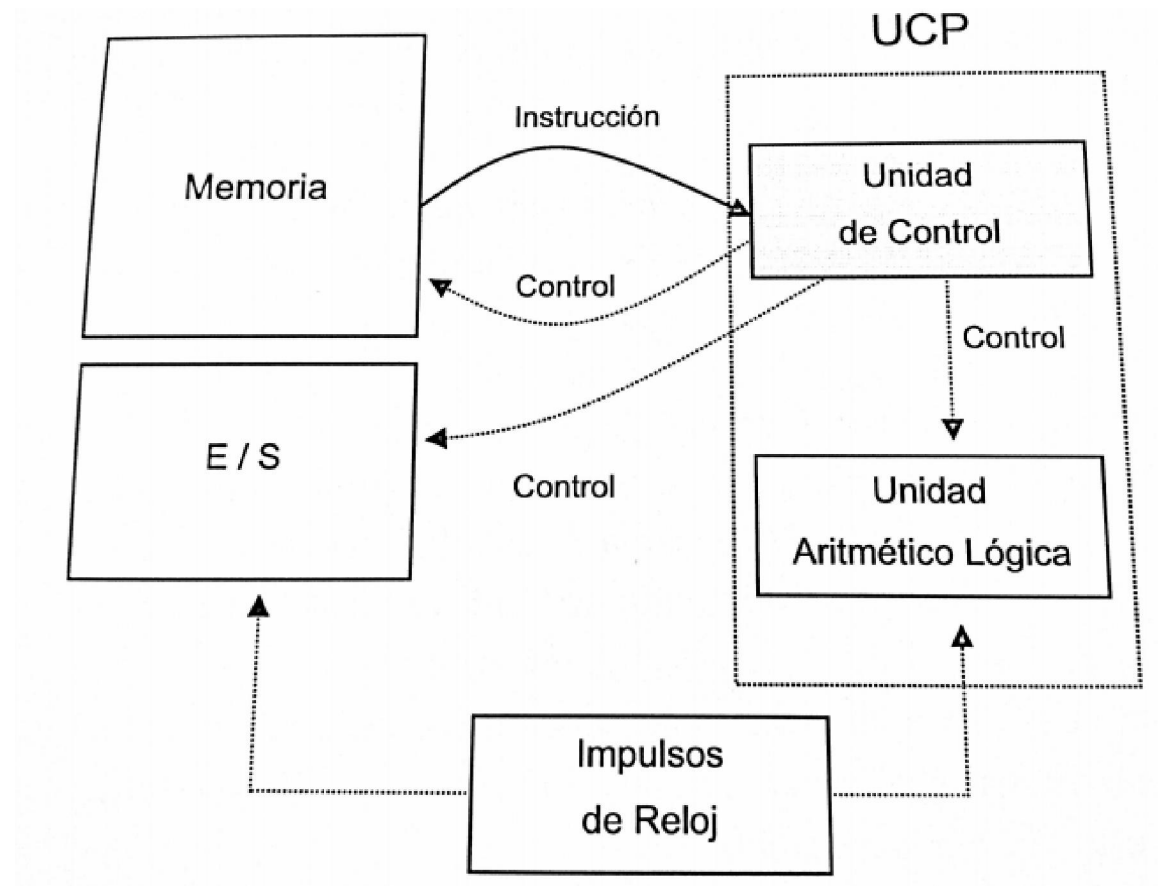 UCP
Instrucción
Memoria
Unidad
de Control
Control
Control
E / S
Control
Unidad
Aritmético Lógica
Impulsos
de Reloj